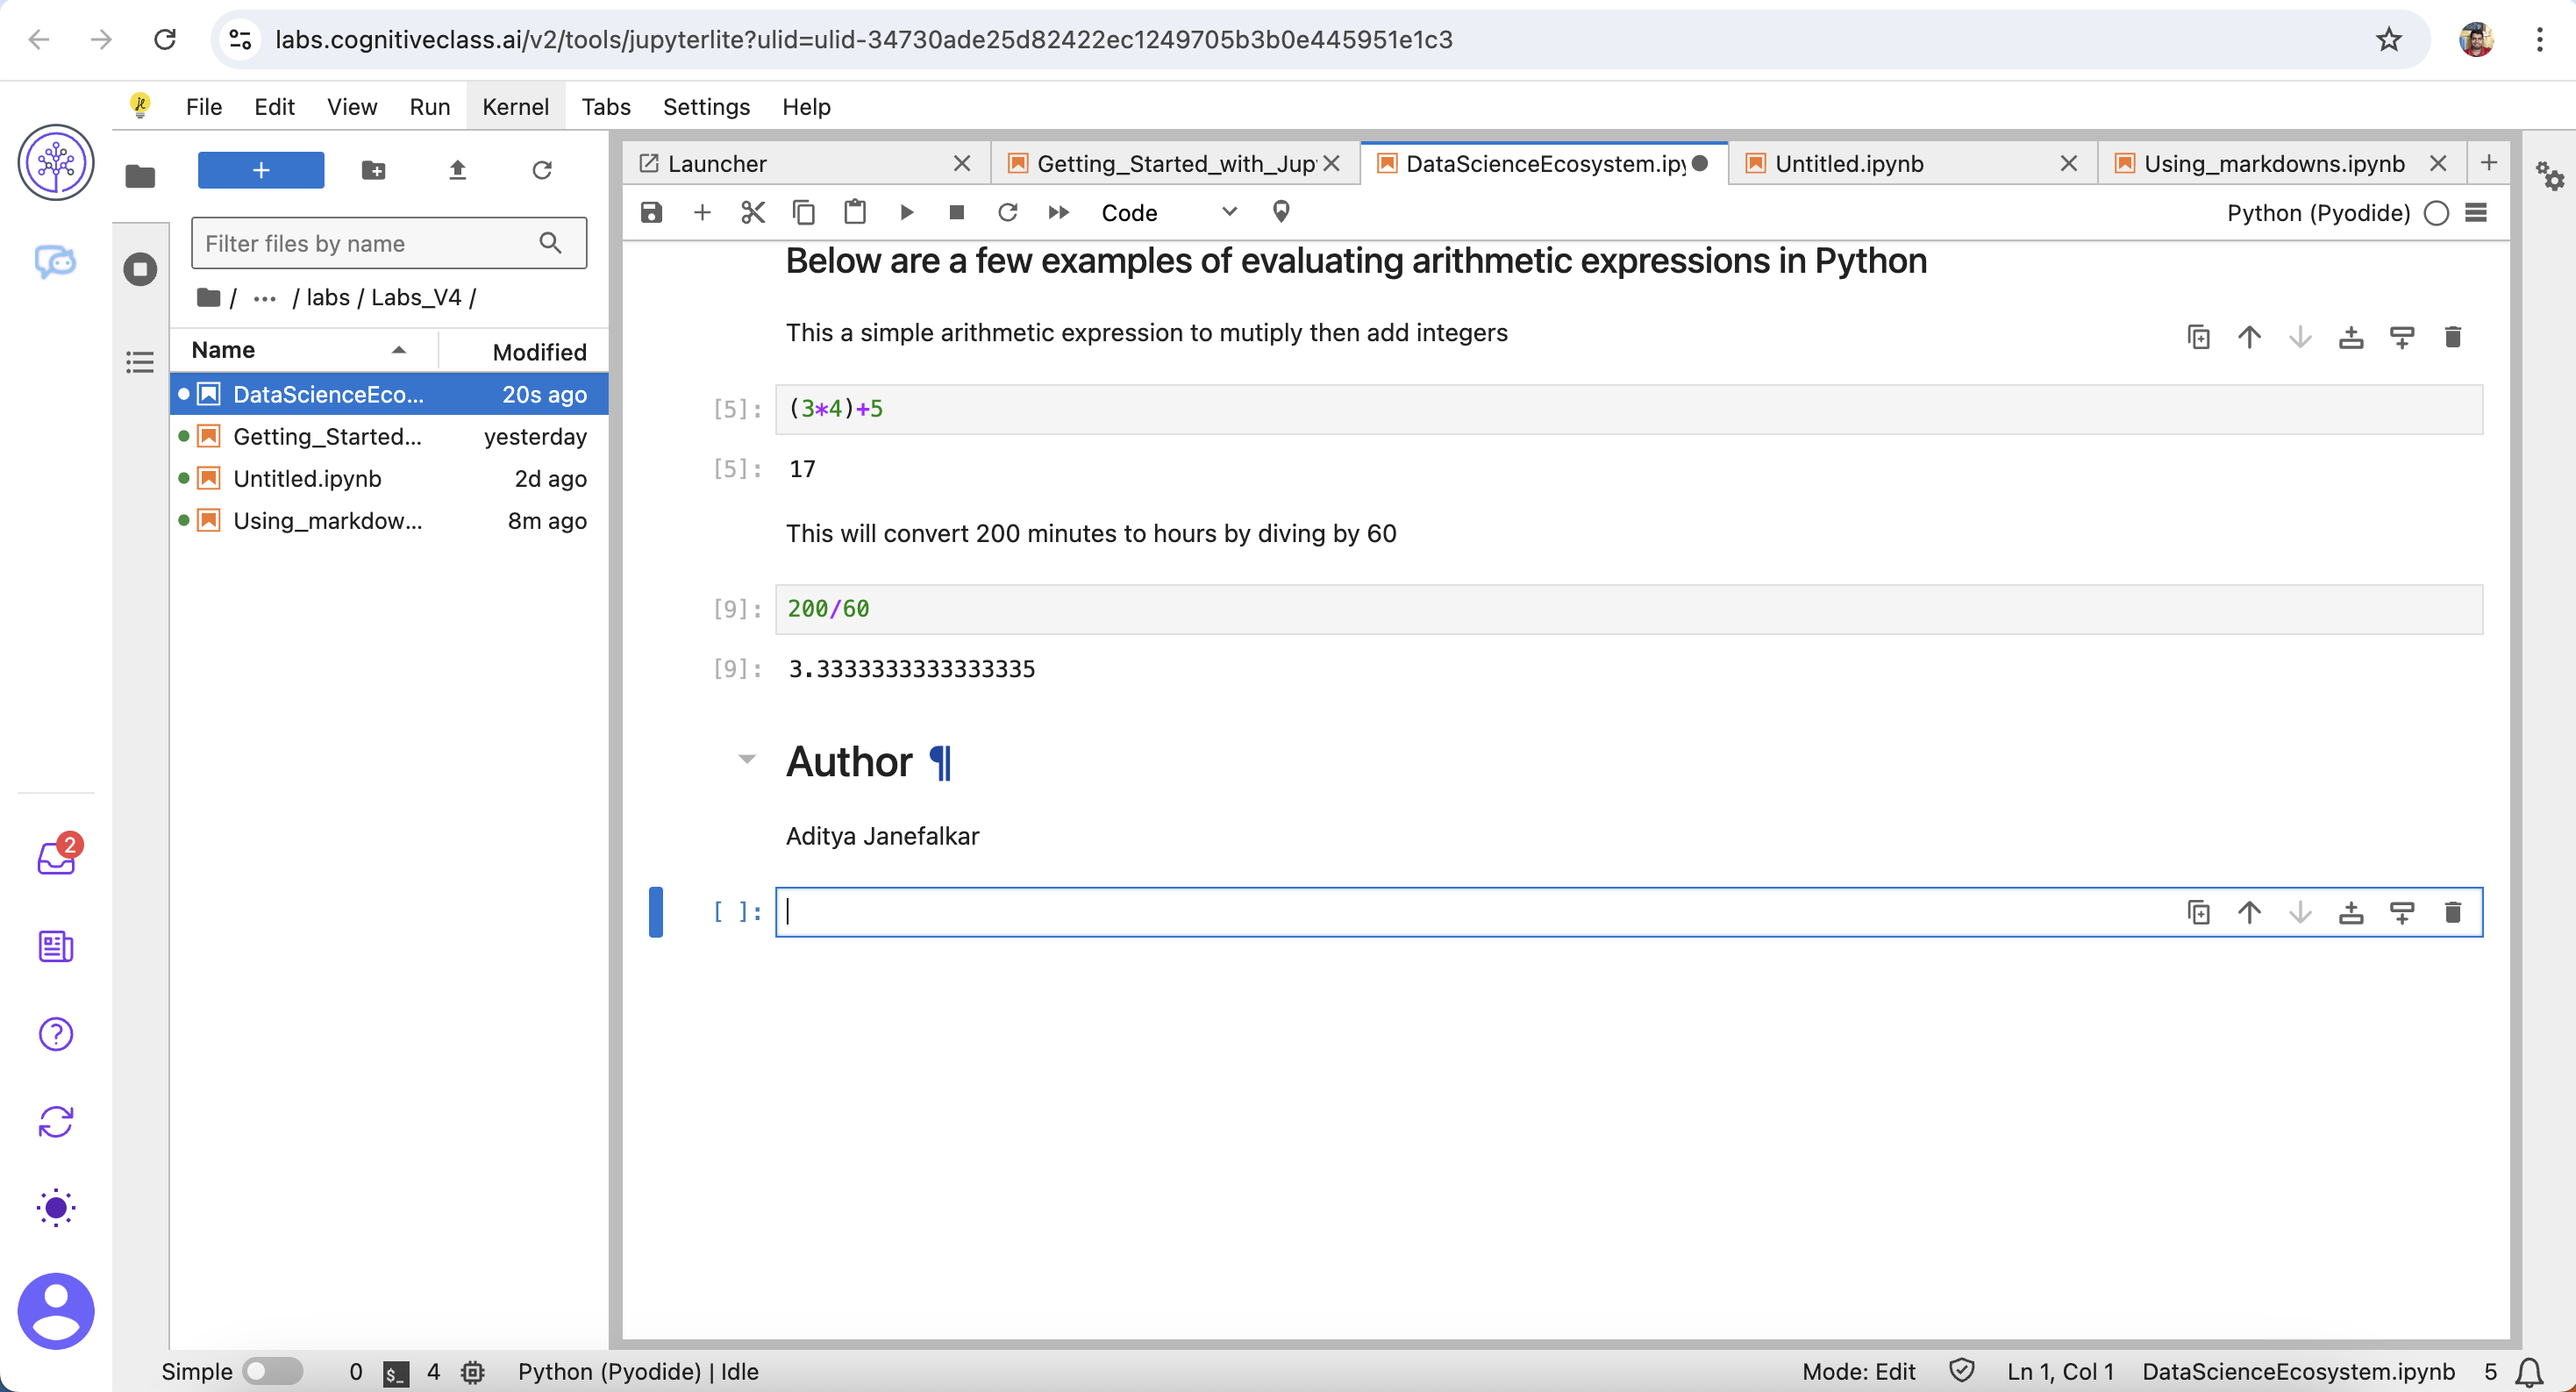 labs.cognitiveclass.ai/v2/tools/jupyterlite?ulid=ulid-34730ade25d82422ec1249705b3b0e445951e1c3
File Edit View Run Kernel Tabs Settings Help
Launcher
Getting_Started_with_Jup
DataScienceEcosystem.ipy
Untitled.ipynb
Using_markdowns.ipynb
Code
Python (Pyodide)
Filter files by name
/ ... / labs / Labs_V4 /
Name Modified
DataScienceEco... 20s ago
Getting_Started... yesterday
Untitled.ipynb 2d ago
Using_markdow... 8m ago
Below are a few examples of evaluating arithmetic expressions in Python
This a simple arithmetic expression to mutiply then add integers
[5]: (3*4)+5
[5]: 17
This will convert 200 minutes to hours by diving by 60
[9]: 200/60
[9]: 3.3333333333333335
Author ¶
Aditya Janefalkar
[ ]:
2
Simple 0 $_ 4 Python (Pyodide) | Idle
Mode: Edit Ln 1, Col 1 DataScienceEcosystem.ipynb 5